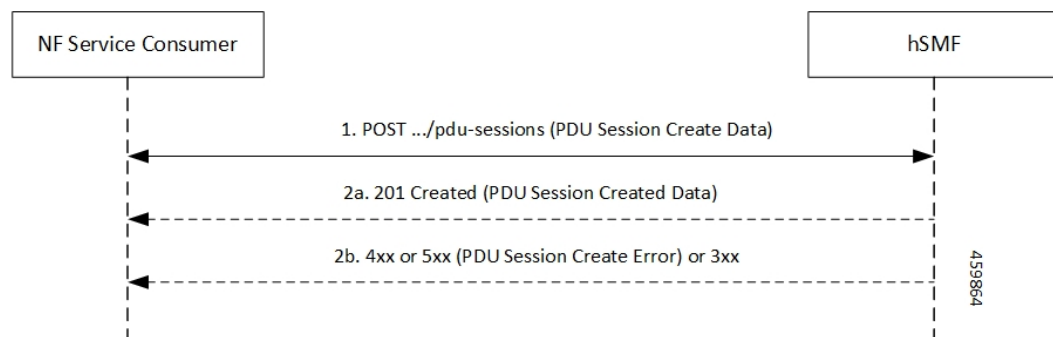 NF Service Consumer
hSMF
1. POST .../pdu-sessions (PDU Session Create Data)
2a. 201 Created (PDU Session Created Data)
2b. 4xx or 5xx (PDU Session Create Error) or 3xx
459864